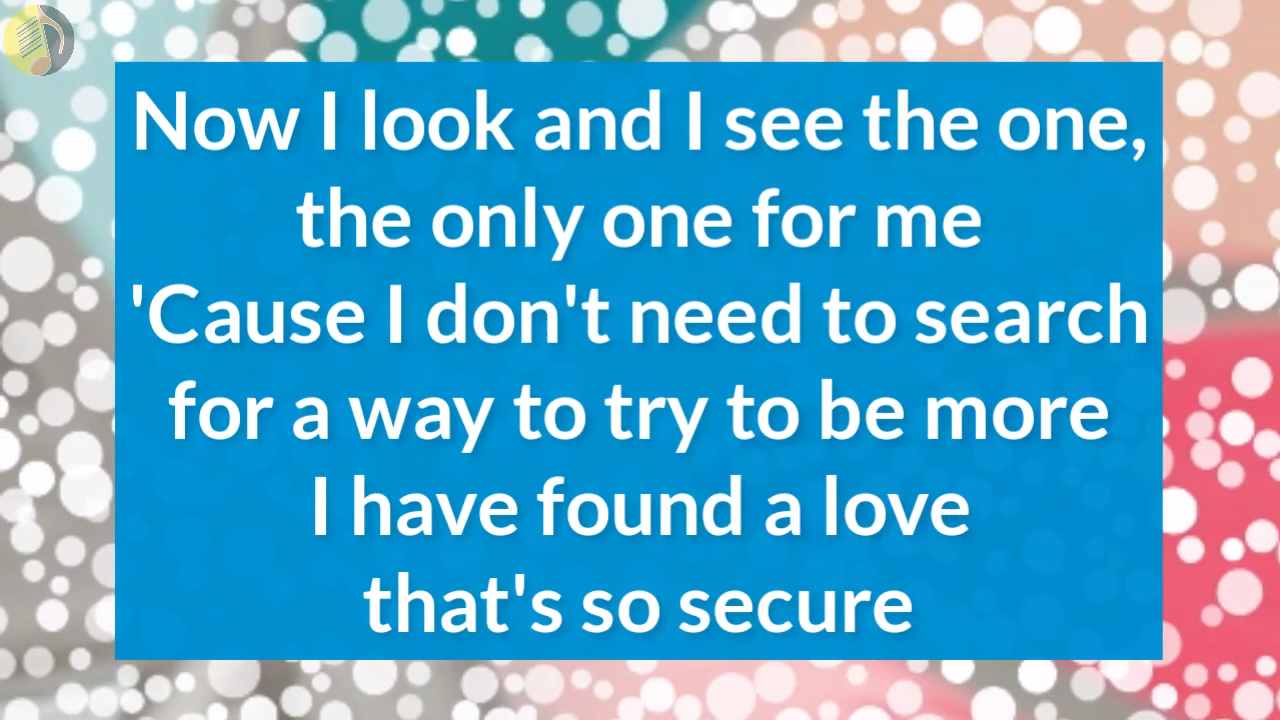 Now I look and I see the one,
the only one for me
'Cause I don't need to search
for a way to try to be more
I have found a love
that's so secure